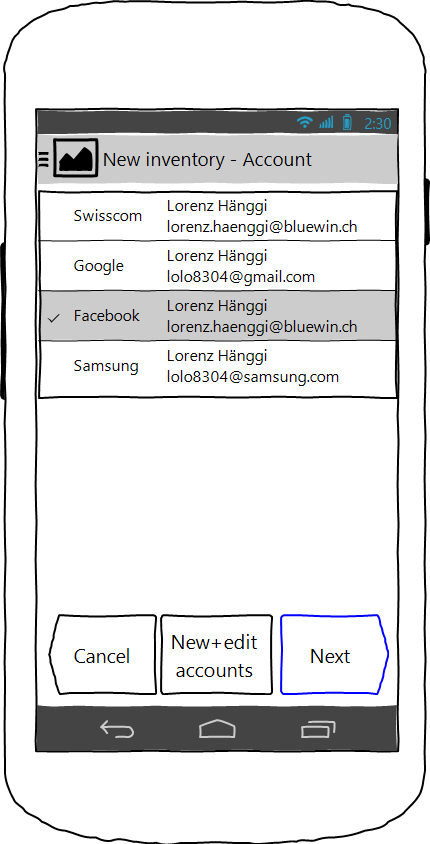 2:30
New inventory - Account
Swisscom
Lorenz Hänggi
lorenz.haenggi@bluewin.ch
Google
Lorenz Hänggi
lolo8304@gmail.com
Facebook
Lorenz Hänggi
lorenz.haenggi@bluewin.ch
Samsung
Lorenz Hänggi
lolo8304@samsung.com
Cancel
New+edit
accounts
Next